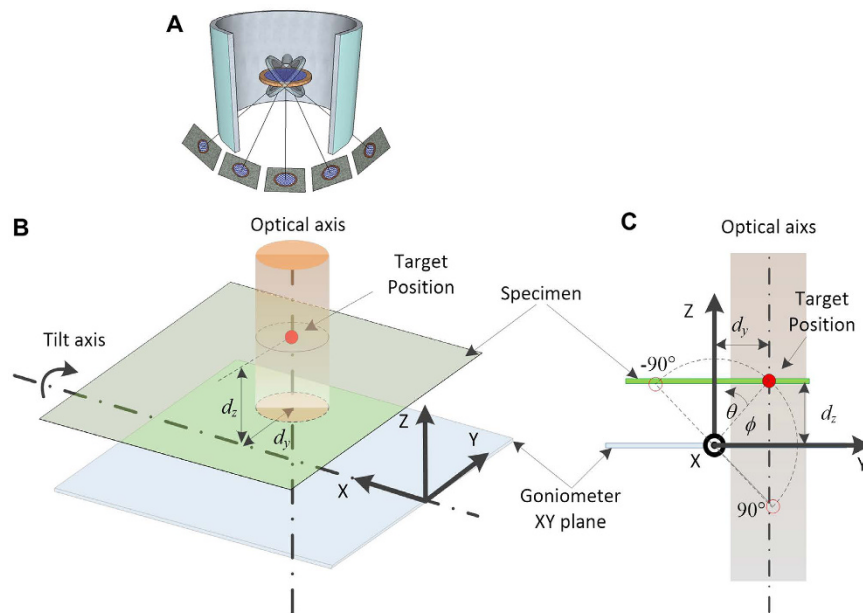 A
B
Optical axis
Target
Position
Specimen
Tilt axis
d_z
d_y
Z
Y
X
Goniometer
XY plane
C
Optical aixs
Z
d_y
Target
Position
-90°
θ
ϕ
d_z
X
Y
90°